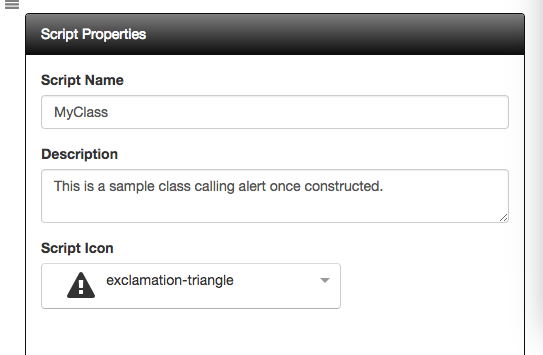 Script Properties
Script Name
MyClass
Description
This is a sample class calling alert once constructed.
Script Icon
exclamation-triangle